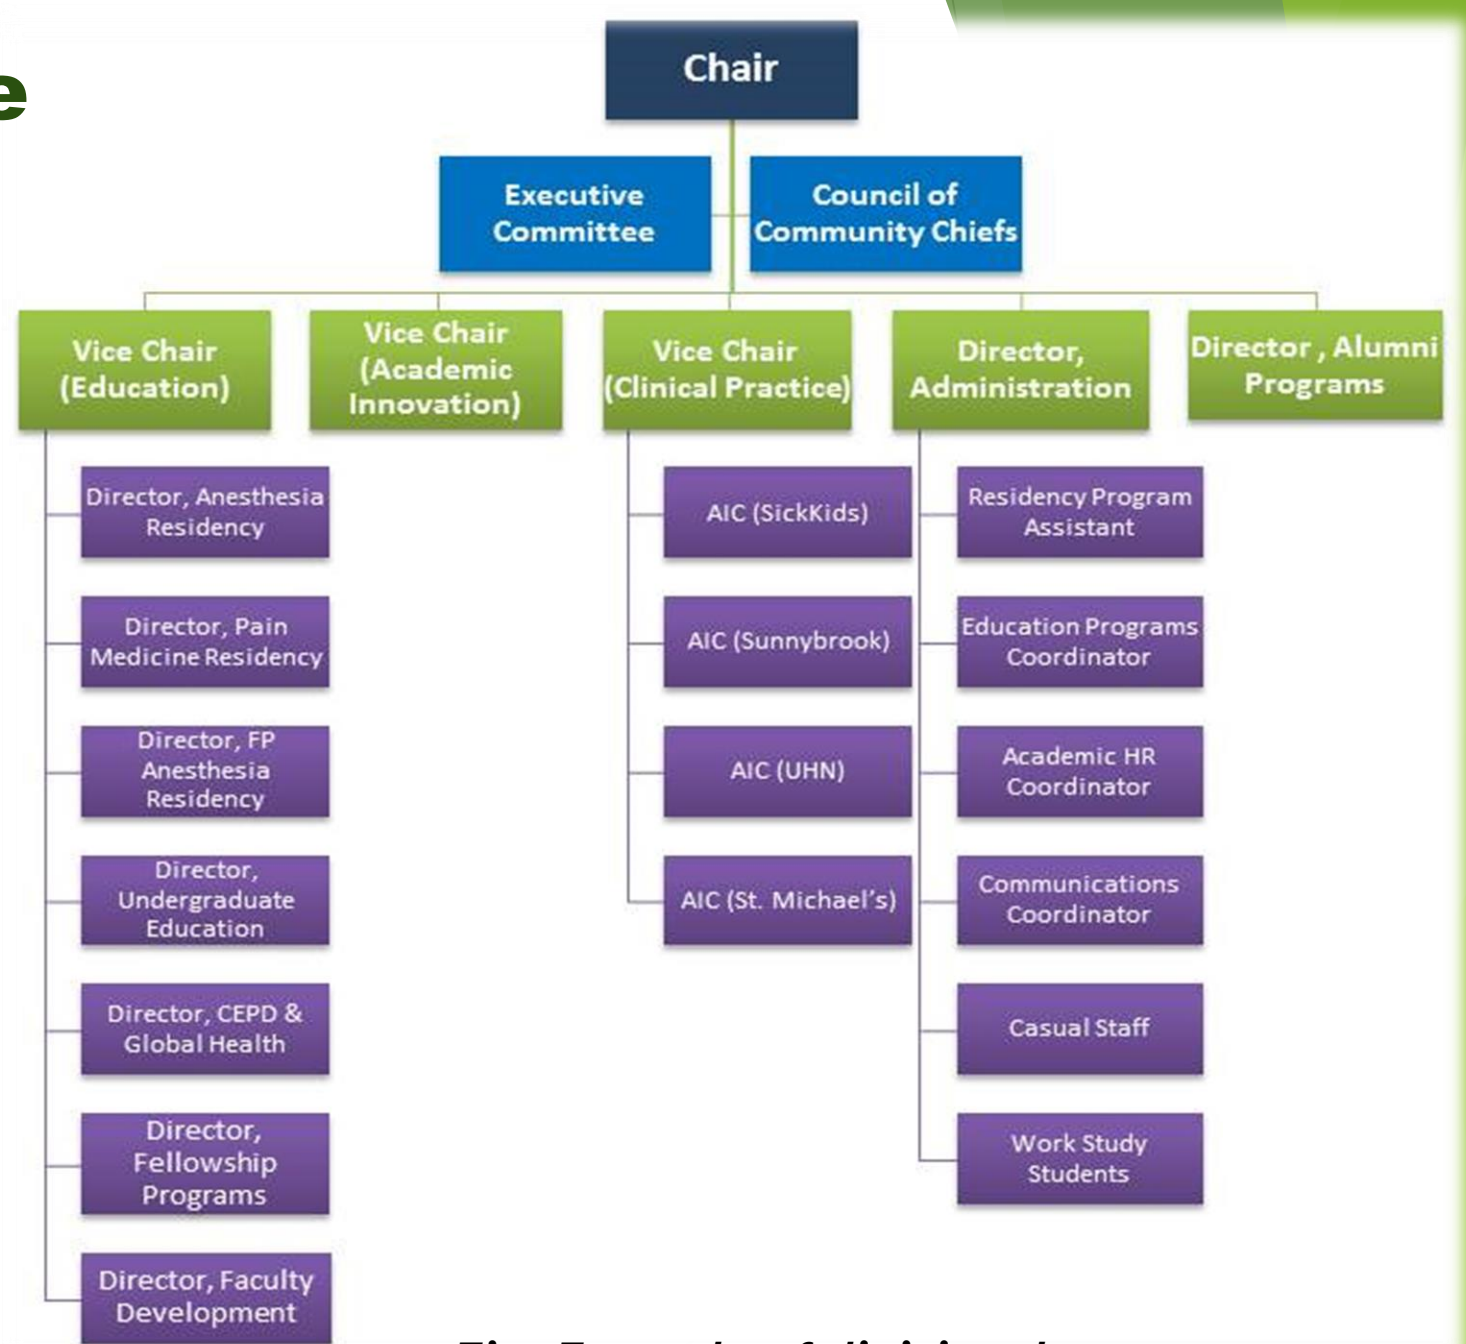 e
Chair
Executive
Committee
Council of
Community Chiefs
Vice Chair
(Education)
Vice Chair
(Academic
Innovation)
Vice Chair
(Clinical Practice)
Director,
Administration
Director , Alumni
Programs
Director, Anesthesia
Residency
Director, Pain
Medicine Residency
Director, FP
Anesthesia
Residency
Director,
Undergraduate
Education
Director, CEPD &
Global Health
Director,
Fellowship
Programs
Director, Faculty
Development
AIC (SickKids)
AIC (Sunnybrook)
AIC (UHN)
AIC (St. Michael’s)
Residency Program
Assistant
Education Programs
Coordinator
Academic HR
Coordinator
Communications
Coordinator
Casual Staff
Work Study
Students